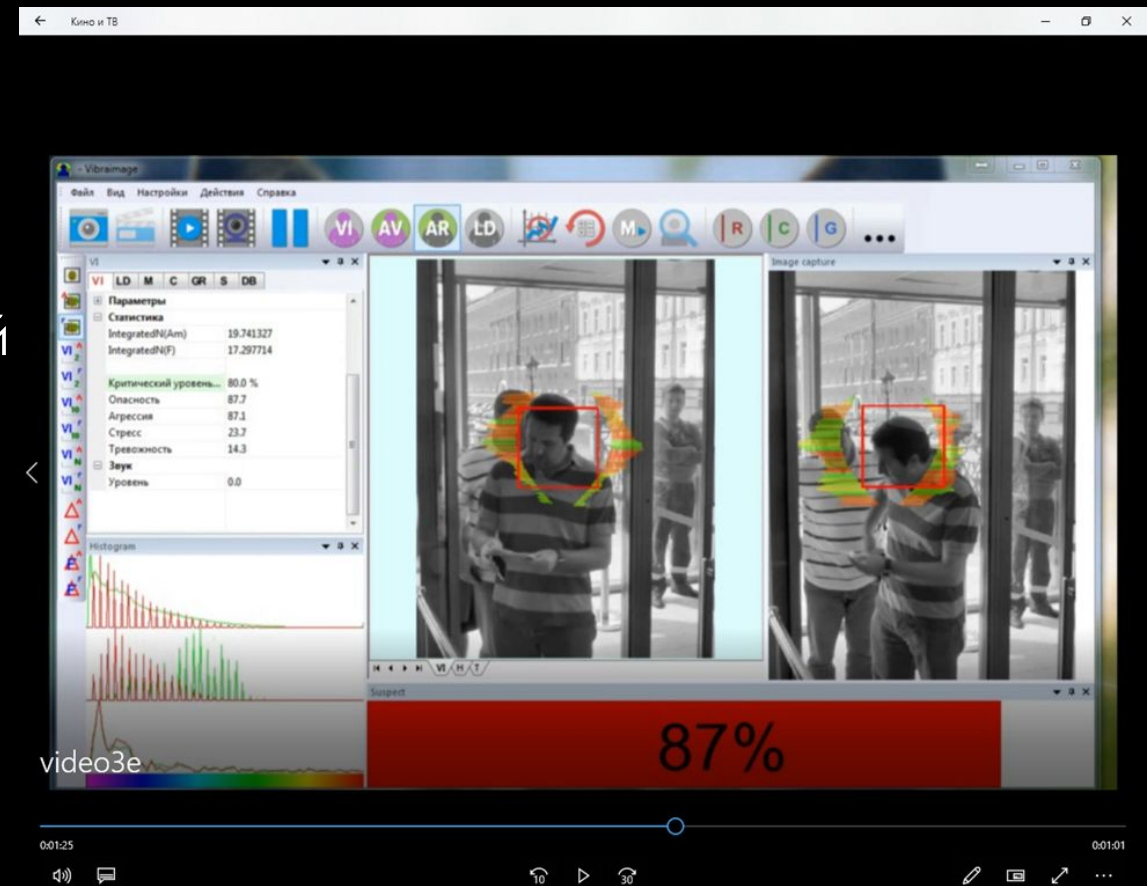 Кино и ТВ
- Vibraimage
Файл Вид Настройки Действия Справка
VI AV AR LD M R C G
VI
VI LD M C GR S DB
Параметры
Статистика
IntegratedN(Am) 19.741327
IntegratedN(F) 17.297714
Критический уровень... 80.0 %
Опасность 87.7
Агрессия 87.1
Стресс 23.7
Тревожность 14.3
Звук
Уровень 0.0
Image capture
й
Histogram
VI H T
Suspect
87%
video3e
0:01:25
0:01:01
10
30